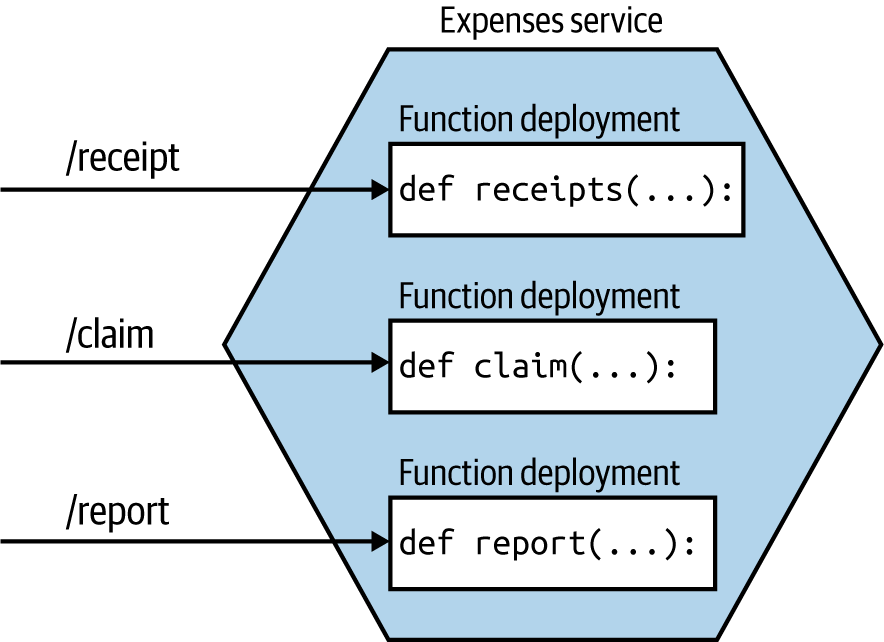 Expenses service
Function deployment
/receipt
def receipts(...):
Function deployment
/claim
def claim(...):
Function deployment
/report
def report(...):